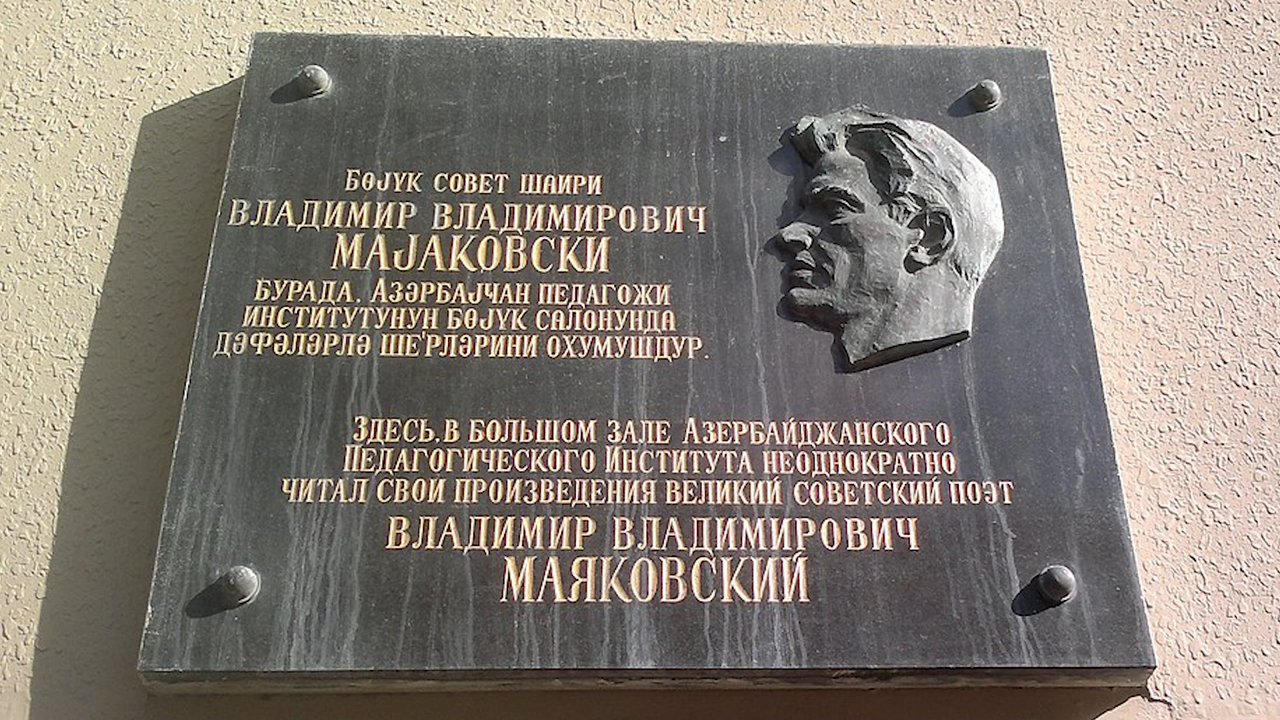 Бөјүк совет шаири
Владимир Владимирович
Мајаковски
бурада, Азәрбајҹан педагожи
институтунун бөјүк салонунда
дәфәләрлә ше'рләрини охумушдур.
Здесь, в большом зале Азербайджанского
Педагогического Института неоднократно
читал свои произведения великий советский поэт
Владимир Владимирович
Маяковский